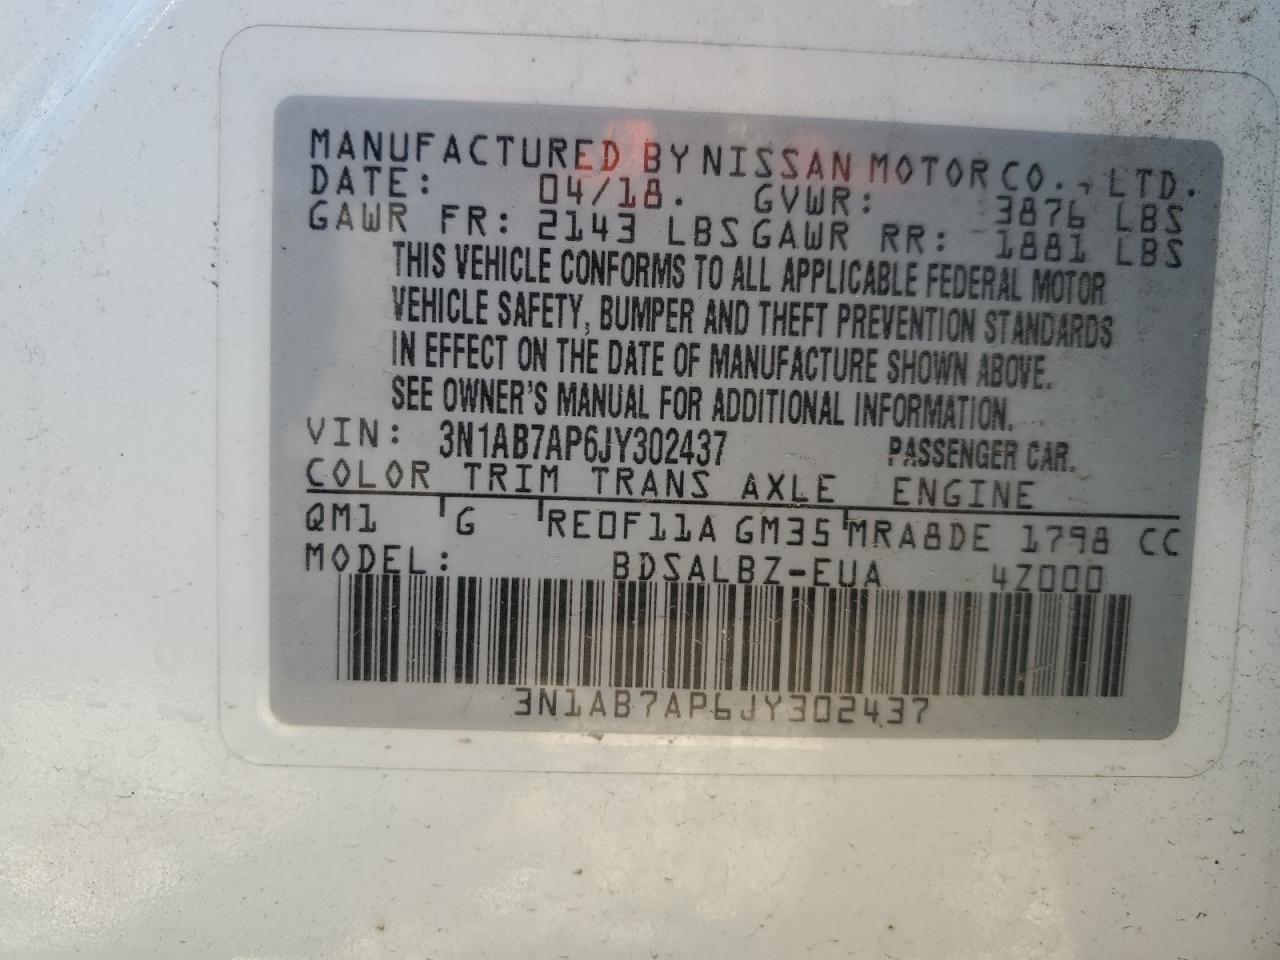 MANUFACTURED BY NISSAN MOTOR CO., LTD.
DATE: 04/18. GVWR: 3876 LBS
GAWR FR: 2143 LBS GAWR RR: 1881 LBS
THIS VEHICLE CONFORMS TO ALL APPLICABLE FEDERAL MOTOR
VEHICLE SAFETY, BUMPER AND THEFT PREVENTION STANDARDS
IN EFFECT ON THE DATE OF MANUFACTURE SHOWN ABOVE.
SEE OWNER'S MANUAL FOR ADDITIONAL INFORMATION.
VIN: 3N1AB7AP6JY302437 PASSENGER CAR.
COLOR TRIM TRANS AXLE ENGINE
QM1 G RE0F11A GM35 MRA8DE 1798 CC
MODEL: BDSALBZ-EUA 4Z000
3N1AB7AP6JY302437